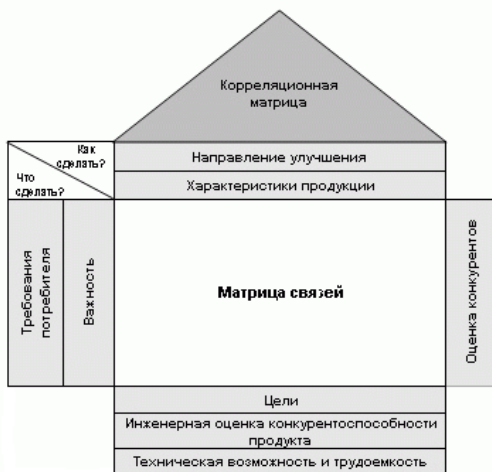 Корреляционная
матрица
Как
сделать?
Что
сделать?
Направление улучшения
Характеристики продукции
Требования
потребителя
Важность
Матрица связей
Оценка конкурентов
Цели
Инженерная оценка конкурентоспособности
продукта
Техническая возможность и трудоемкость